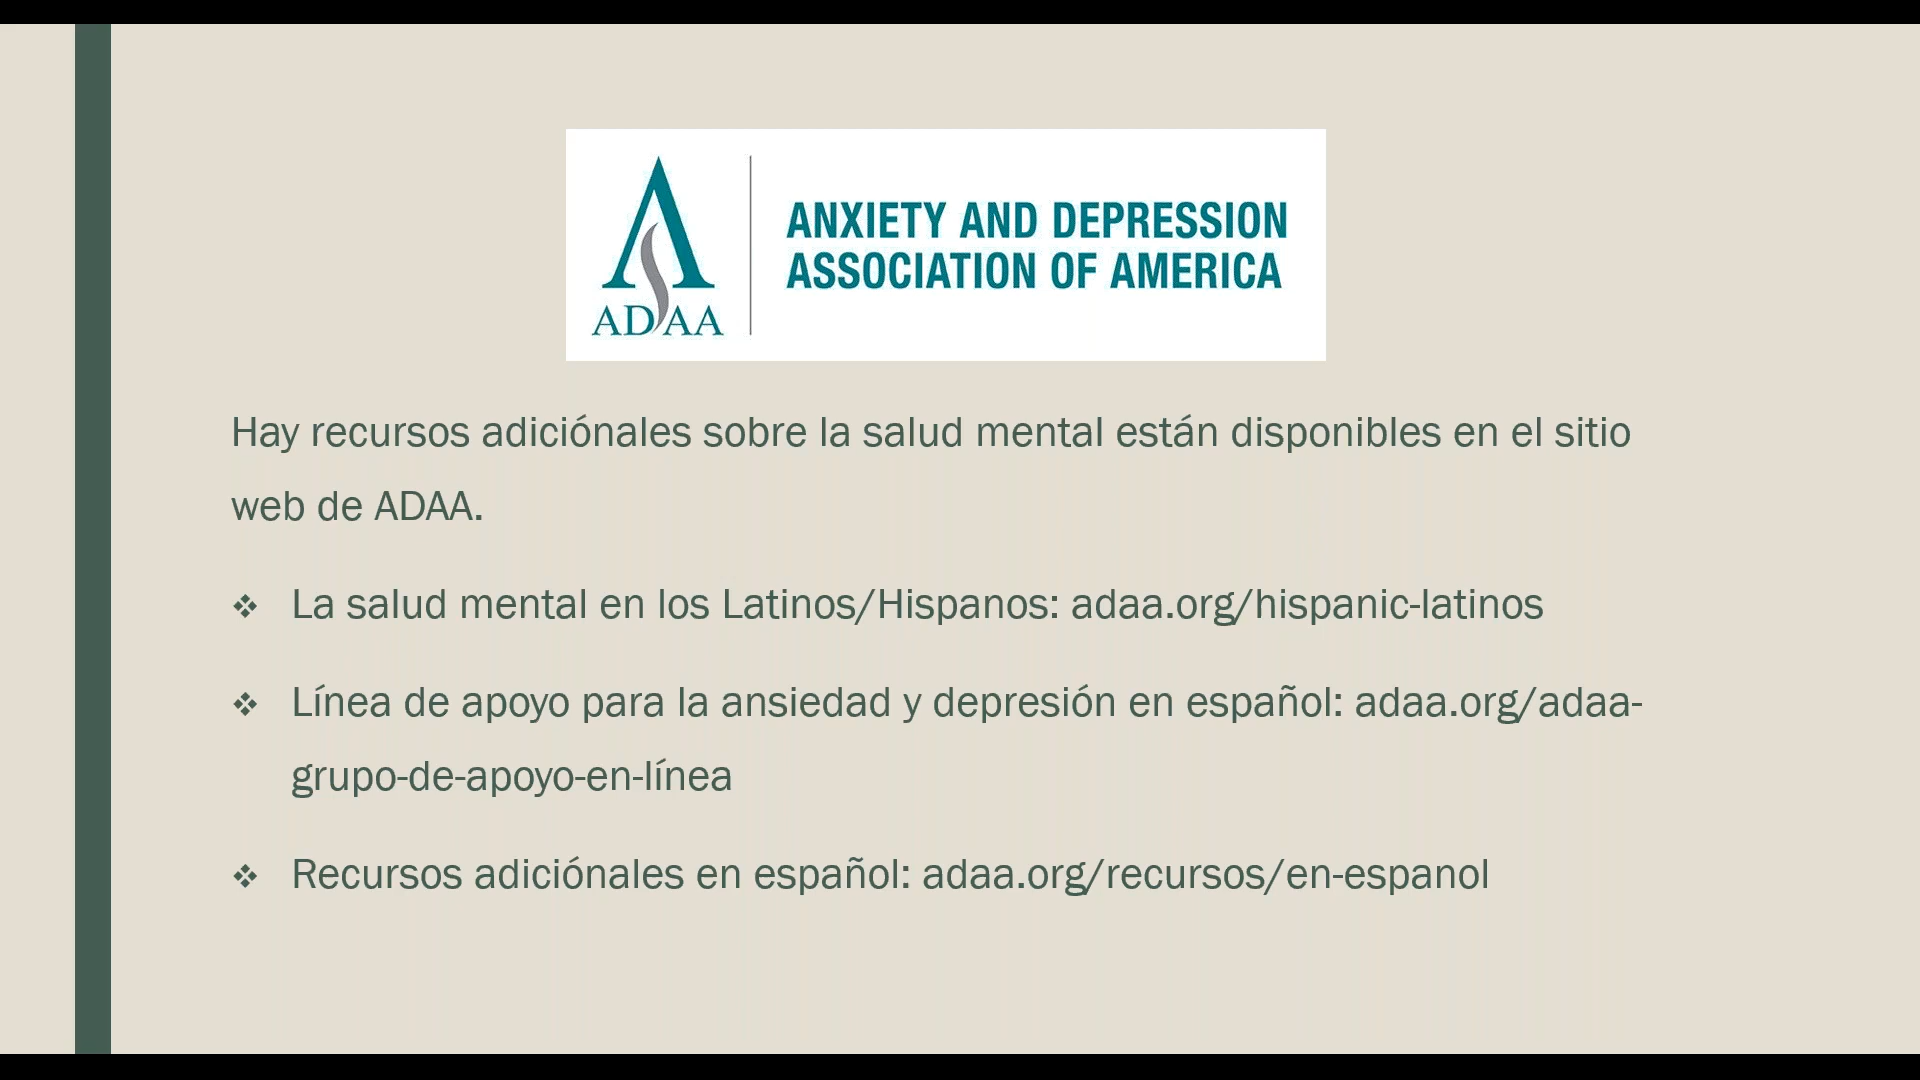 ADAA
ANXIETY AND DEPRESSION
ASSOCIATION OF AMERICA
Hay recursos adiciónales sobre la salud mental están disponibles en el sitio
web de ADAA.
❖ La salud mental en los Latinos/Hispanos: adaa.org/hispanic-latinos
❖ Línea de apoyo para la ansiedad y depresión en español: adaa.org/adaa-
grupo-de-apoyo-en-línea
❖ Recursos adiciónales en español: adaa.org/recursos/en-espanol